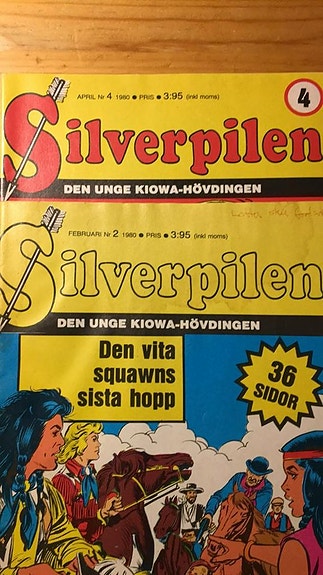 APRIL Nr 4 1980 ● PRIS ● 3:95 (inkl moms)
4
Silverpilen
DEN UNGE KIOWA-HÖVDINGEN
FEBRUARI Nr 2 1980 ● PRIS ● 3:95 (inkl moms)
Silverpilen
DEN UNGE KIOWA-HÖVDINGEN
Den vita
squawns
sista hopp
36
SIDOR